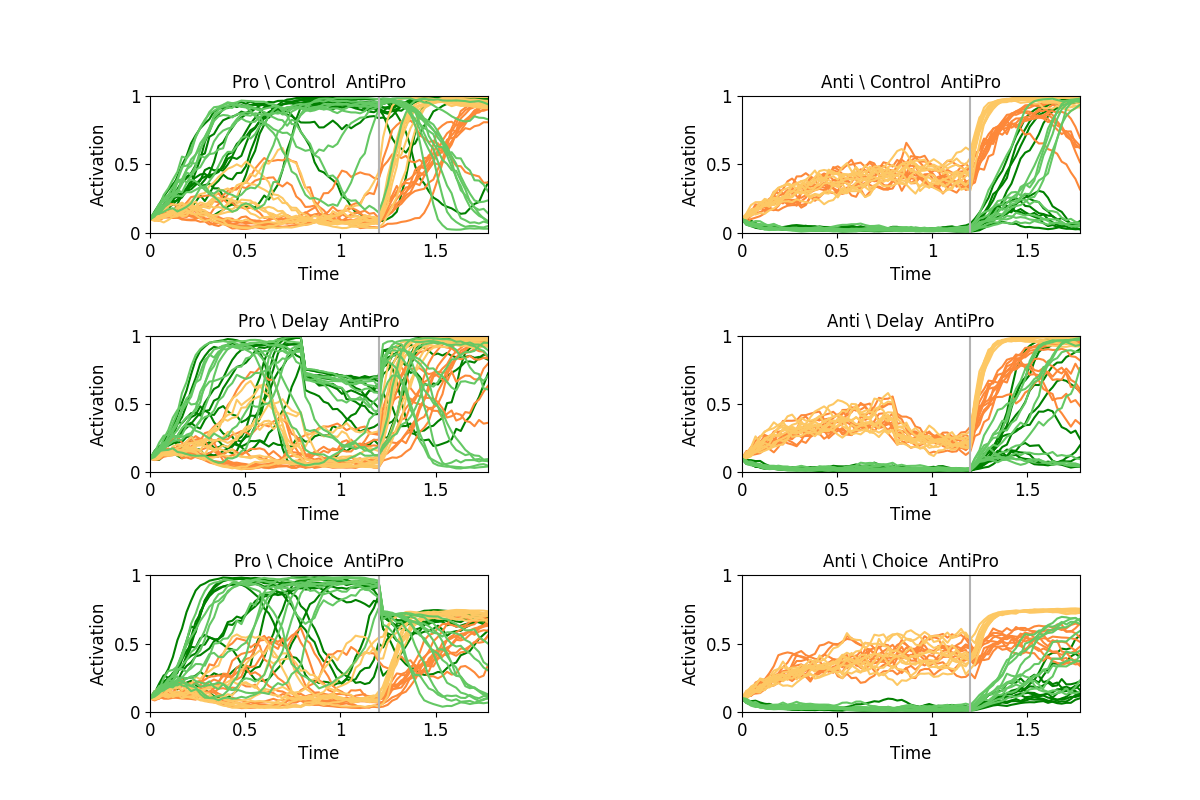 Pro \ Control  AntiPro
Anti \ Control  AntiPro
1
0.5
0
Activation
0
0.5
1
1.5
Time
1
0.5
0
Activation
0
0.5
1
1.5
Time
Pro \ Delay  AntiPro
Anti \ Delay  AntiPro
1
0.5
0
Activation
0
0.5
1
1.5
Time
1
0.5
0
Activation
0
0.5
1
1.5
Time
Pro \ Choice  AntiPro
Anti \ Choice  AntiPro
1
0.5
0
Activation
0
0.5
1
1.5
Time
1
0.5
0
Activation
0
0.5
1
1.5
Time